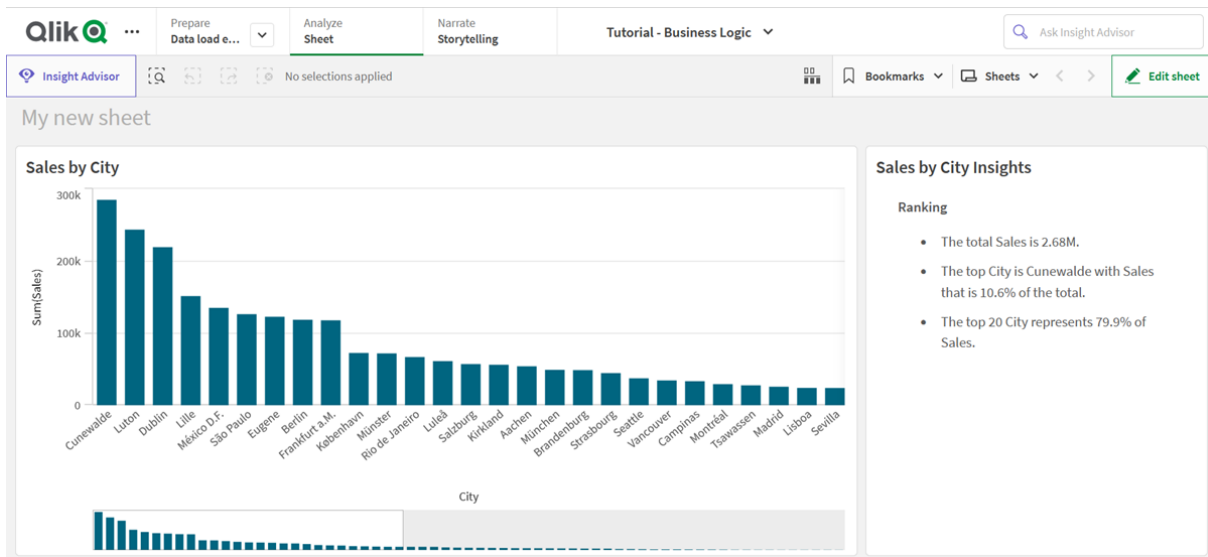 Qlik
Prepare
Data load e...
Analyze
Sheet
Narrate
Storytelling
Tutorial - Business Logic
Ask Insight Advisor
Insight Advisor
No selections applied
Bookmarks
Sheets
Edit sheet
My new sheet
Sales by City
300k
200k
100k
0
Sum(Sales)
Cunewalde
Luton
Dublin
Lille
México D.F.
São Paulo
Eugene
Berlin
Frankfurt a.M.
København
Münster
Rio de Janeiro
Luleå
Salzburg
Kirkland
Aachen
München
Brandenburg
Strasbourg
Seattle
Vancouver
Campinas
Montréal
Tsawassen
Madrid
Lisboa
Sevilla
City
Sales by City Insights
Ranking
• The total Sales is 2.68M.
• The top City is Cunewalde with Sales
that is 10.6% of the total.
• The top 20 City represents 79.9% of
Sales.